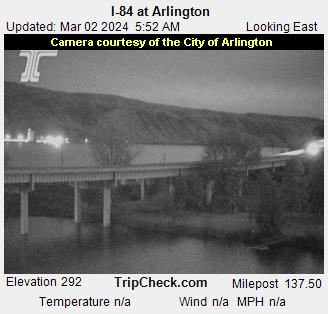 I-84 at Arlington
Updated: Mar 02 2024 5:52 AM Looking East
Camera courtesy of the City of Arlington
Elevation 292 TripCheck.com Milepost 137.50
Temperature n/a Wind n/a MPH n/a